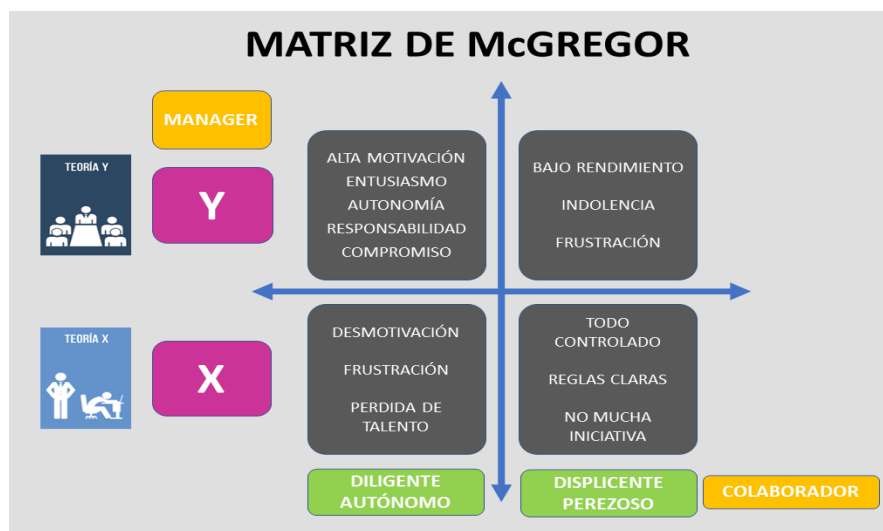 MATRIZ DE McGREGOR
MANAGER
TEORÍA Y
Y
ALTA MOTIVACIÓN
ENTUSIASMO
AUTONOMÍA
RESPONSABILIDAD
COMPROMISO
BAJO RENDIMIENTO
INDOLENCIA
FRUSTRACIÓN
TEORÍA X
X
DESMOTIVACIÓN
FRUSTRACIÓN
PERDIDA DE
TALENTO
TODO
CONTROLADO
REGLAS CLARAS
NO MUCHA
INICIATIVA
DILIGENTE
AUTÓNOMO
DISPLICENTE
PEREZOSO
COLABORADOR